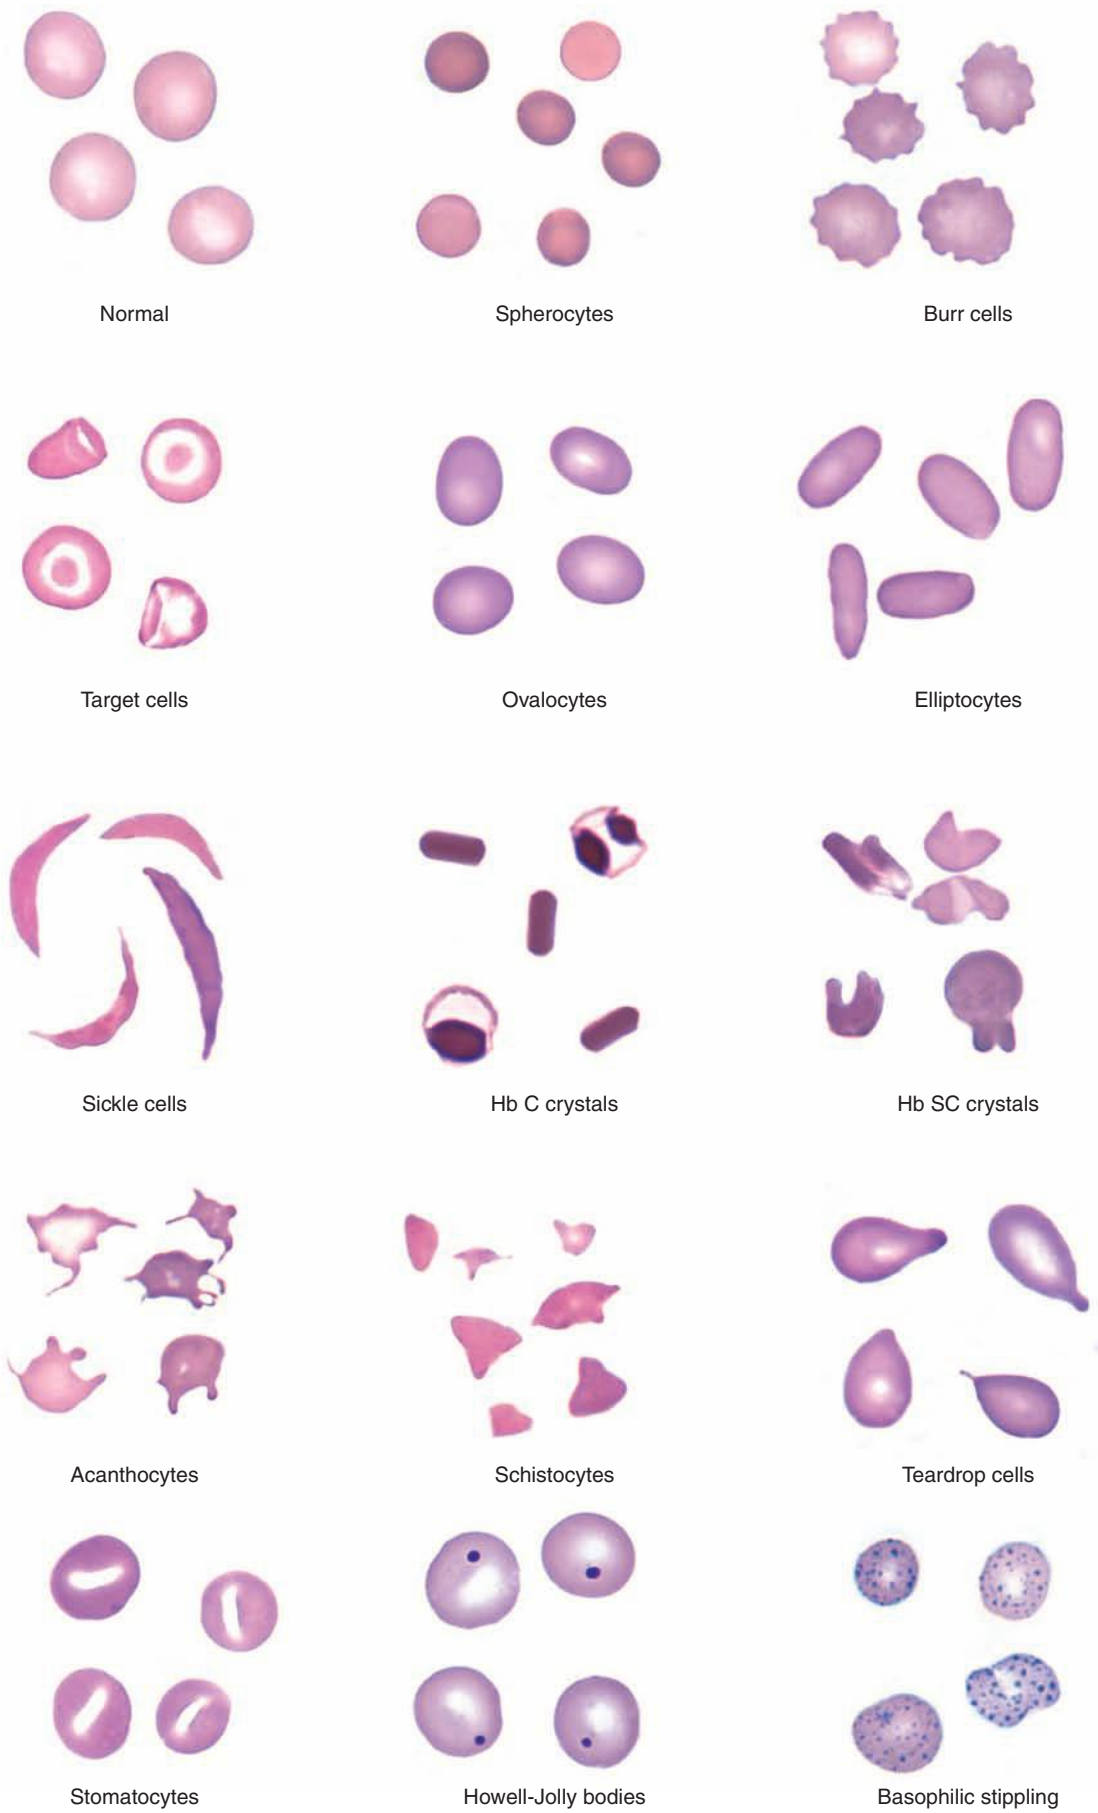 Normal
Spherocytes
Burr cells
Target cells
Ovalocytes
Elliptocytes
Sickle cells
Hb C crystals
Hb SC crystals
Acanthocytes
Schistocytes
Teardrop cells
Stomatocytes
Howell-Jolly bodies
Basophilic stippling